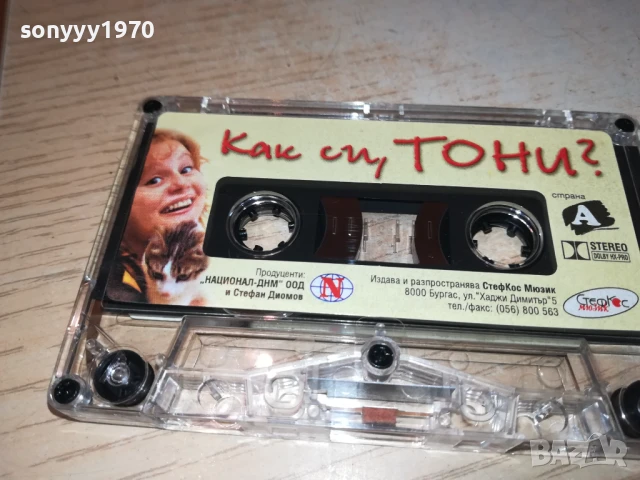 sonyyy1970
Как си, ТОНИ?
страна
A
STEREO
DOLBY HX-PRO
Продуценти:
„НАЦИОНАЛ-ДНМ" ООД
и Стефан Диомов
N
Издава и разпространява СтефКос Мюзик
8000 Бургас, ул."Хаджи Димитър"5
тел./факс: (056) 800 563
СтефКос
МЮЗИК
BAZAR